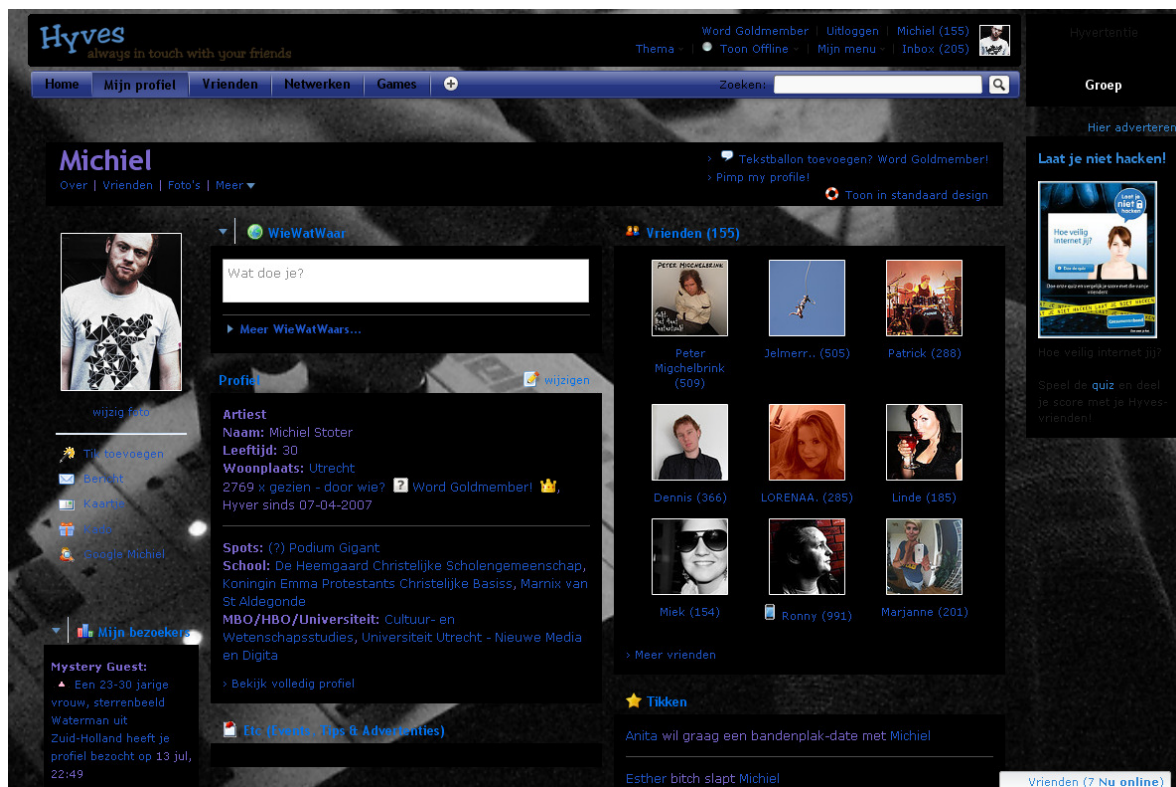 Hyves
always in touch with your friends
Word Goldmember | Uitloggen | Michiel (155)
Thema | Toon Offline | Mijn menu | Inbox (205)
Hyvertentie
Home Mijn profiel Vrienden Netwerken Games
Zoeken:
Groep
Hier adverteren
Michiel
Over | Vrienden | Foto's | Meer
› Tekstballon toevoegen? Word Goldmember!
› Pimp my profile!
Toon in standaard design
Laat je niet hacken!
Laat je
niet
hacken
Hoe veilig
internet jij?
Hoe veilig internet jij?
Speel de quiz en deel
je score met je Hyves-
vrienden!
wijzig foto
Tik toevoegen
Bericht
Google Michiel
Mijn bezoekers
Mystery Guest:
Een 23-30 jarige
vrouw, sterrenbeeld
Waterman uit
Zuid-Holland heeft je
profiel bezocht op 13 jul,
22:49
WieWatWaar
Wat doe je?
Meer WieWatWaars...
Profiel
wijzigen
Artiest
Naam: Michiel Stoter
Leeftijd: 30
Woonplaats: Utrecht
2769 x gezien - door wie? Word Goldmember! ,
Hyver sinds 07-04-2007
Spots: (?) Podium Gigant
School: De Heemgaard Christelijke Scholengemeenschap,
Koningin Emma Protestants Christelijke Basiss, Marnix van
St Aldegonde
MBO/HBO/Universiteit: Cultuur- en
Wetenschapsstudies, Universiteit Utrecht - Nieuwe Media
en Digita
› Bekijk volledig profiel
Etc (Events, Tips & Advertenties)
Vrienden (155)
PETER MIGCHELBRINK
Peter
Migchelbrink
(509)
Jelmerr.. (505)
Patrick (288)
Dennis (366)
LORENAA. (285)
Linde (185)
Miek (154)
Ronny (991)
Marjanne (201)
› Meer vrienden
Tikken
Anita wil graag een bandenplak-date met Michiel
Esther bitch slapt Michiel
Vrienden (7 Nu online)